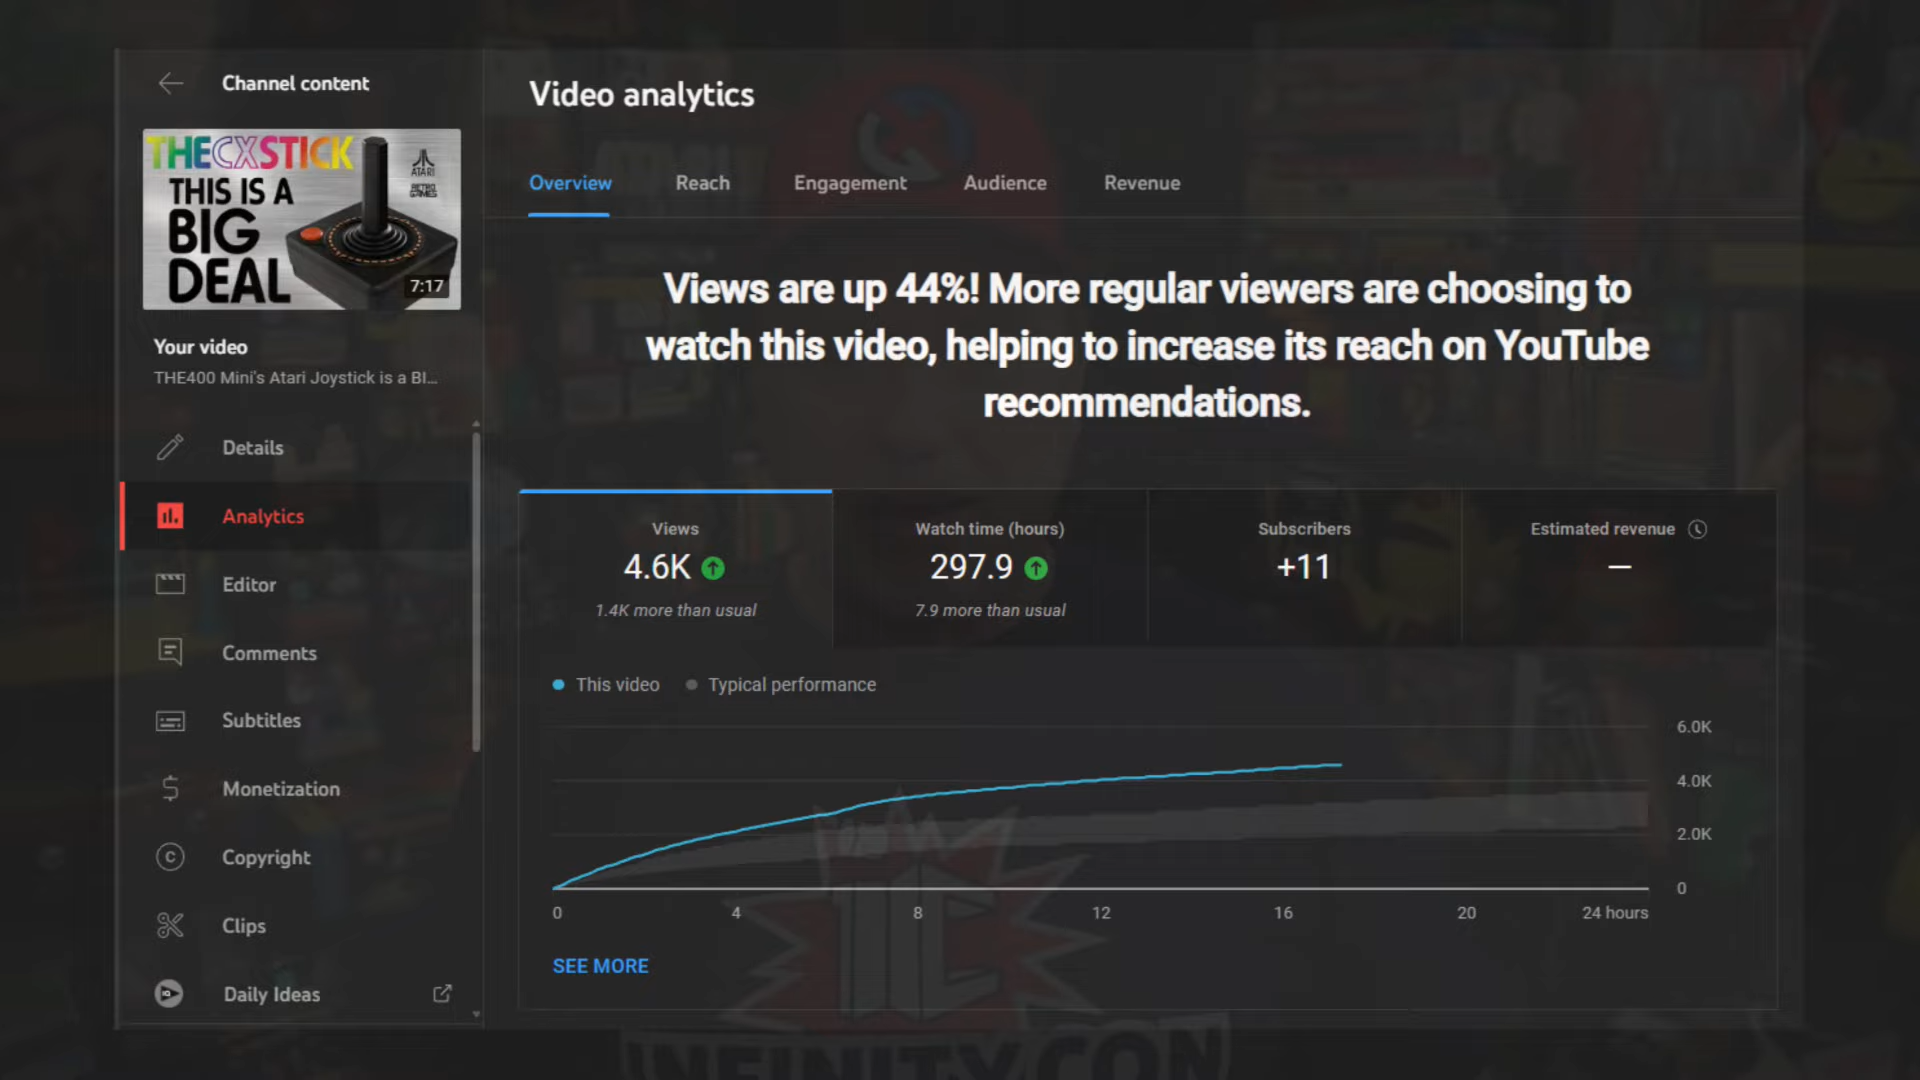 Channel content
THECXSTICK
THIS IS A
BIG
DEAL
ATARI
RETRO
GAMES
7:17
Your video
THE400 Mini's Atari Joystick is a BI...
Details
Analytics
Editor
Comments
Subtitles
Monetization
Copyright
Clips
Daily Ideas
Video analytics
Overview Reach Engagement Audience Revenue
Views are up 44%! More regular viewers are choosing to
watch this video, helping to increase its reach on YouTube
recommendations.
Views
4.6K
1.4K more than usual
Watch time (hours)
297.9
7.9 more than usual
Subscribers
+11
Estimated revenue
—
This video Typical performance
6.0K
4.0K
2.0K
0
0 4 8 12 16 20 24 hours
SEE MORE
INFINITY CON